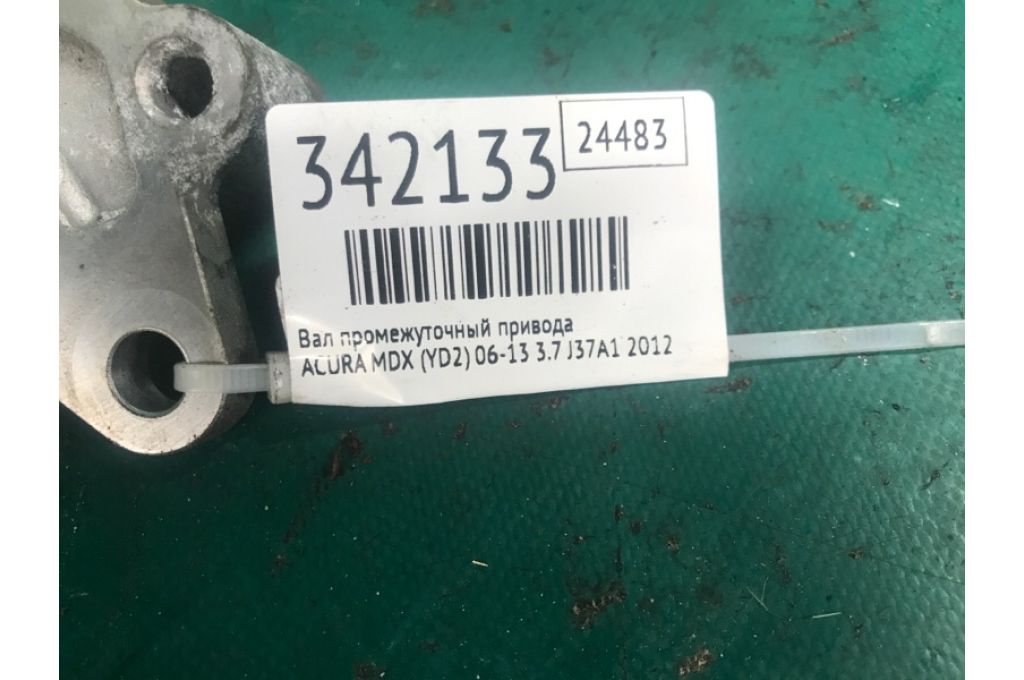 342133
24483
Вал промежуточный привода
ACURA MDX (YD2) 06-13 3.7 J37A1 2012